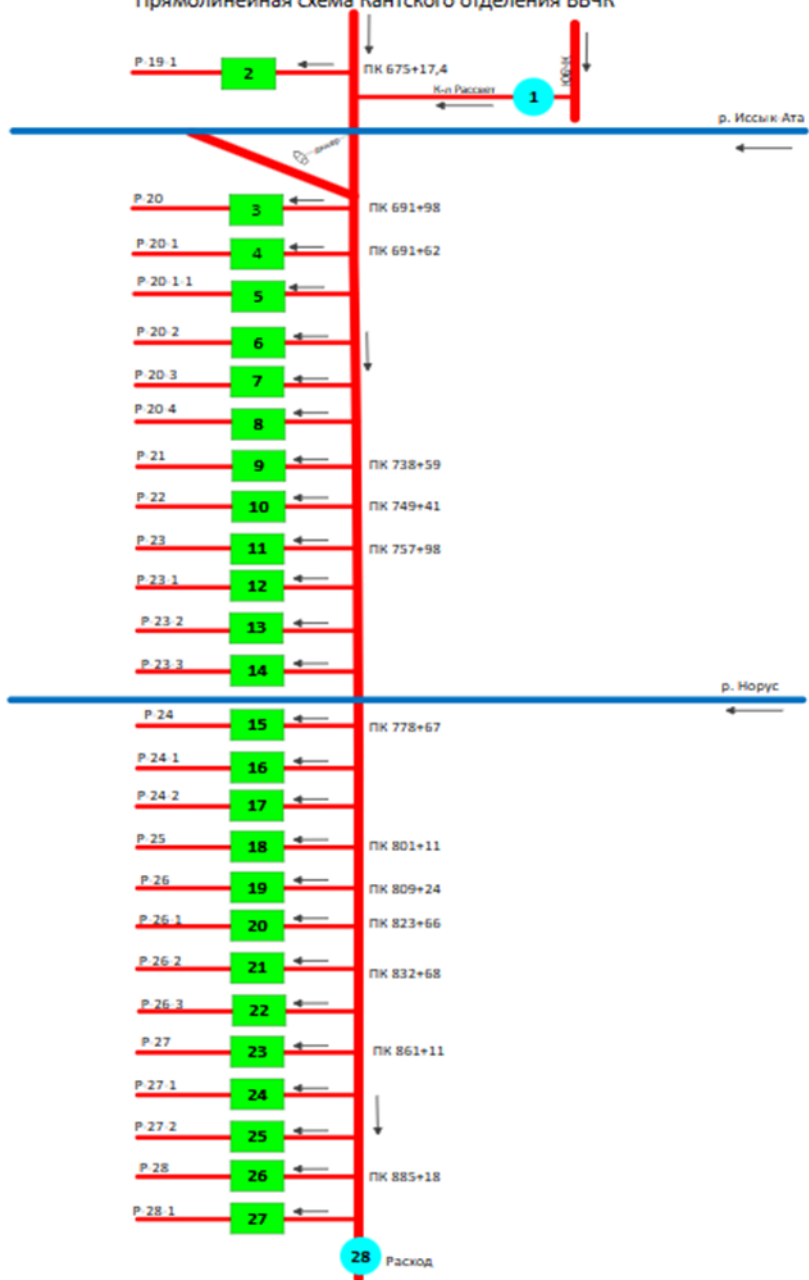 Прямолинейная схема Кантского отделения ВБЧК
Р-19-1
2
ПК 675+17,4
К-л Рассвет
1
ЮБЧК
р. Иссык-Ата
дюкер
Р-20
3
ПК 691+98
Р-20-1
4
ПК 691+62
Р-20-1-1
5
Р-20-2
6
Р-20-3
7
Р-20-4
8
Р-21
9
ПК 738+59
Р-22
10
ПК 749+41
Р-23
11
ПК 757+98
Р-23-1
12
Р-23-2
13
Р-23-3
14
р. Норус
Р-24
15
ПК 778+67
Р-24-1
16
Р-24-2
17
Р-25
18
ПК 801+11
Р-26
19
ПК 809+24
Р-26-1
20
ПК 823+66
Р-26-2
21
ПК 832+68
Р-26-3
22
Р-27
23
ПК 861+11
Р-27-1
24
Р-27-2
25
Р-28
26
ПК 885+18
Р-28-1
27
28
Расход